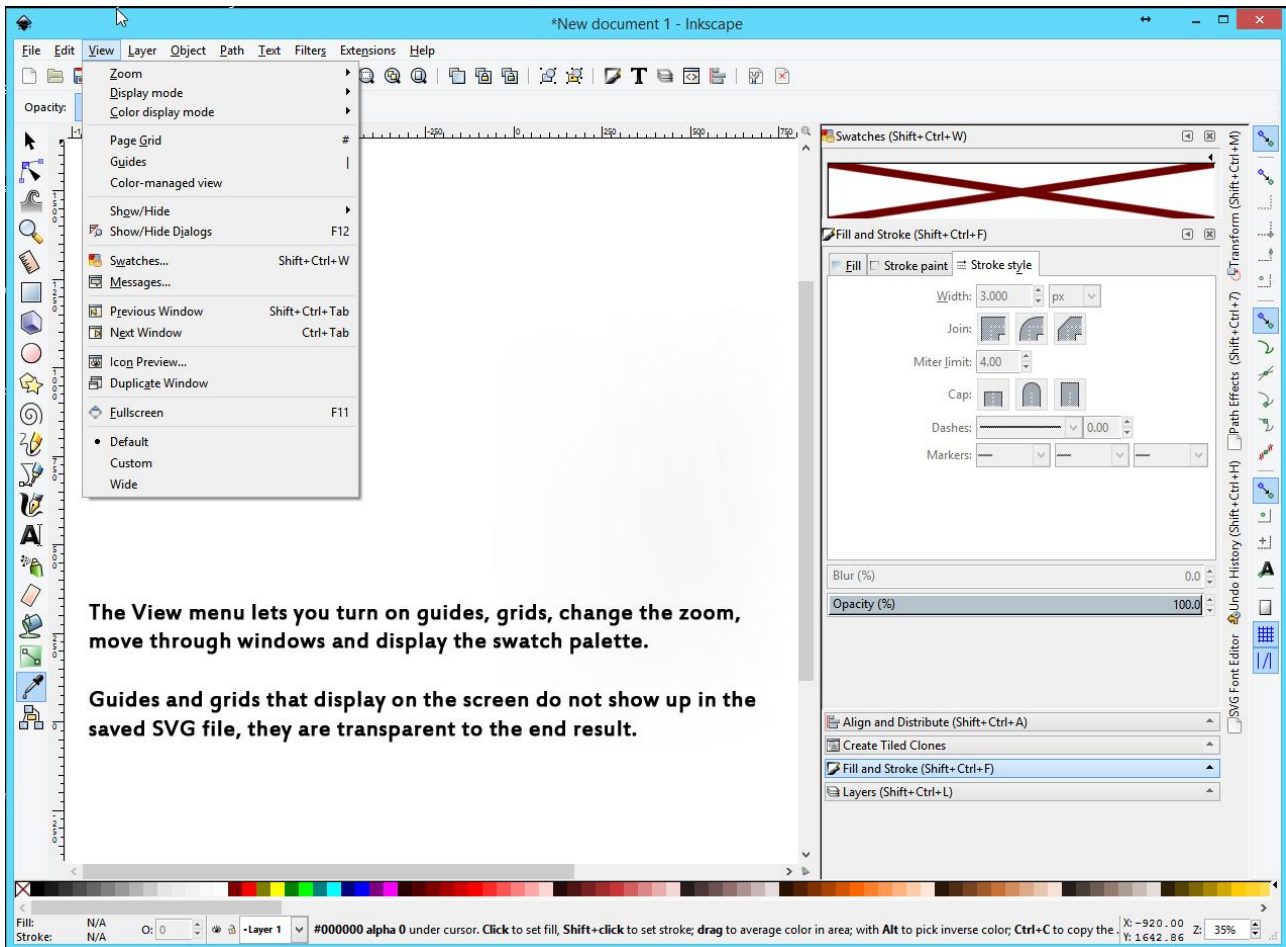 *New document 1 - Inkscape
File Edit View Layer Object Path Text Filters Extensions Help
Opacity:
Zoom
Display mode
Color display mode
Page Grid #
Guides |
Color-managed view
Show/Hide
Show/Hide Dialogs F12
Swatches... Shift+Ctrl+W
Messages...
Previous Window Shift+Ctrl+Tab
Next Window Ctrl+Tab
Icon Preview...
Duplicate Window
Fullscreen F11
Default
Custom
Wide
-250 0 250 500 750
The View menu lets you turn on guides, grids, change the zoom,
move through windows and display the swatch palette.
Guides and grids that display on the screen do not show up in the
saved SVG file, they are transparent to the end result.
Swatches (Shift+Ctrl+W)
Fill and Stroke (Shift+Ctrl+F)
Fill Stroke paint Stroke style
Width: 3.000 px
Join:
Miter limit: 4.00
Cap:
Dashes: 0.00
Markers:
Blur (%) 0.0
Opacity (%) 100.0
Align and Distribute (Shift+Ctrl+A)
Create Tiled Clones
Fill and Stroke (Shift+Ctrl+F)
Layers (Shift+Ctrl+L)
Transform (Shift+Ctrl+M)
Path Effects (Shift+Ctrl+7)
Undo History (Shift+Ctrl+H)
SVG Font Editor
Fill: N/A
Stroke: N/A
O: 0
-Layer 1
#000000 alpha 0 under cursor. Click to set fill, Shift+click to set stroke; drag to average color in area; with Alt to pick inverse color; Ctrl+C to copy the
X: -920.00
Y: 1642.86
Z: 35%